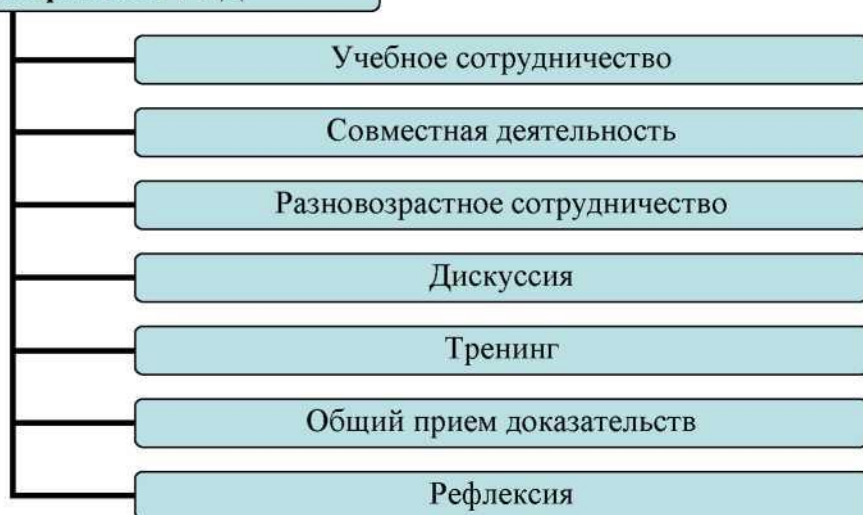 Учебное сотрудничество
Совместная деятельность
Разновозрастное сотрудничество
Дискуссия
Тренинг
Общий прием доказательств
Рефлексия